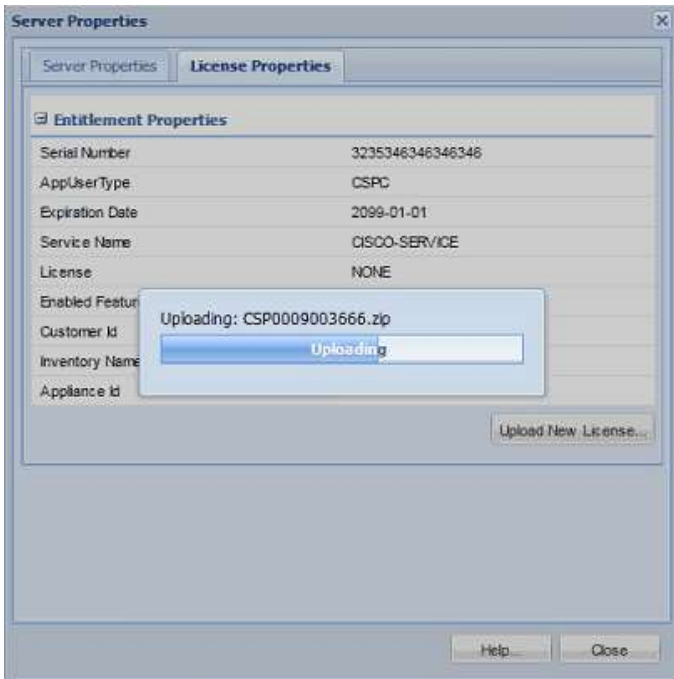 Server Properties
Server Properties
License Properties
Entitlement Properties
Serial Number 3235346346346346
AppUserType CSPC
Expiration Date 2099-01-01
Service Name CISCO-SERVICE
License NONE
Enabled Featur
Customer Id
Inventory Name
Appliance Id
Uploading: CSP0009003666.zip
Uploading
Upload New License...
Help...
Close